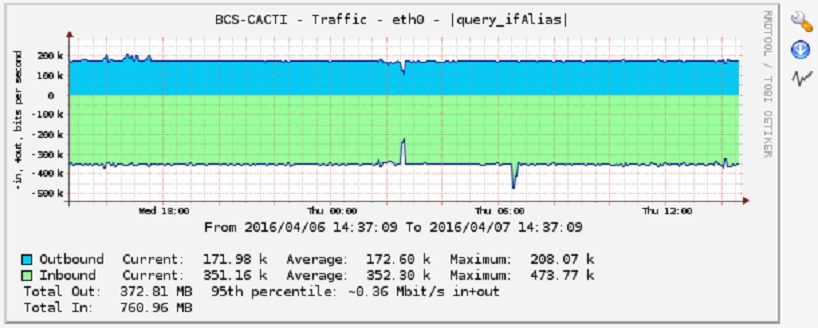 BCS-CACTI - Traffic - eth0 - |query_ifAlias|
RRDTOOL / TOBI OETIKER
-in, +out, bits per second
200 k
100 k
0
-100 k
-200 k
-300 k
-400 k
-500 k
Wed 18:00 Thu 00:00 Thu 06:00 Thu 12:00
From 2016/04/06 14:37:09 To 2016/04/07 14:37:09
Outbound Current: 171.98 k Average: 172.60 k Maximum: 208.07 k
Inbound Current: 351.16 k Average: 352.30 k Maximum: 473.77 k
Total Out: 372.81 MB 95th percentile: ~0.36 Mbit/s in+out
Total In: 760.96 MB